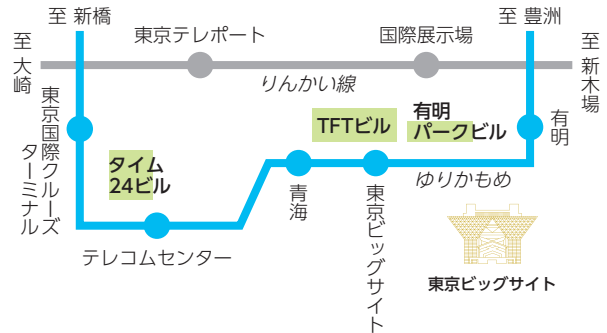 至 新橋
至 豊洲
至 大崎
東京テレポート
国際展示場
至 新木場
りんかい線
東京国際クルーズ
ターミナル
TFTビル
有明
パークビル
有明
タイム
24ビル
青海
東京ビッグサイト
ゆりかもめ
テレコムセンター
東京ビッグサイト